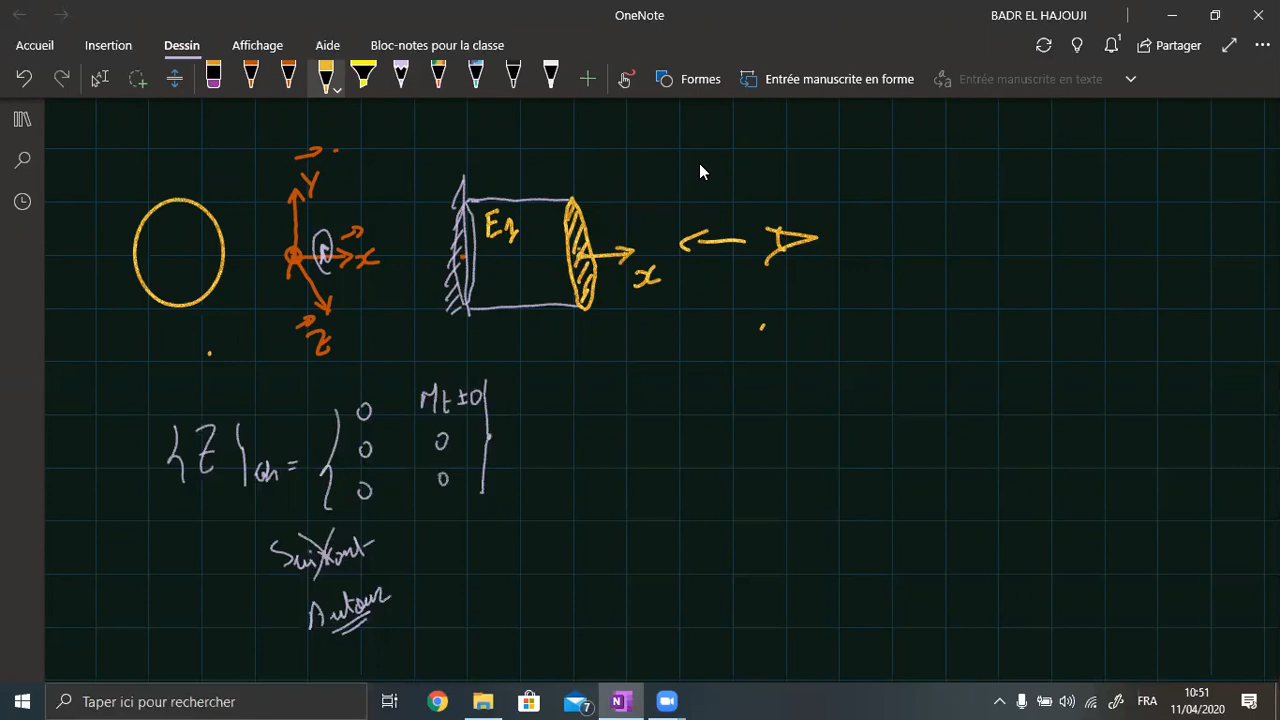 OneNote
BADR EL HAJOUJI
Accueil Insertion Dessin Affichage Aide Bloc-notes pour la classe
Partager
Formes Entrée manuscrite en forme Entrée manuscrite en texte
Y
x
Z
x
0 Mt ≠ 0
0 0
=
0 0
Suivant
Autour
Taper ici pour rechercher
7
FRA
10:51
11/04/2020